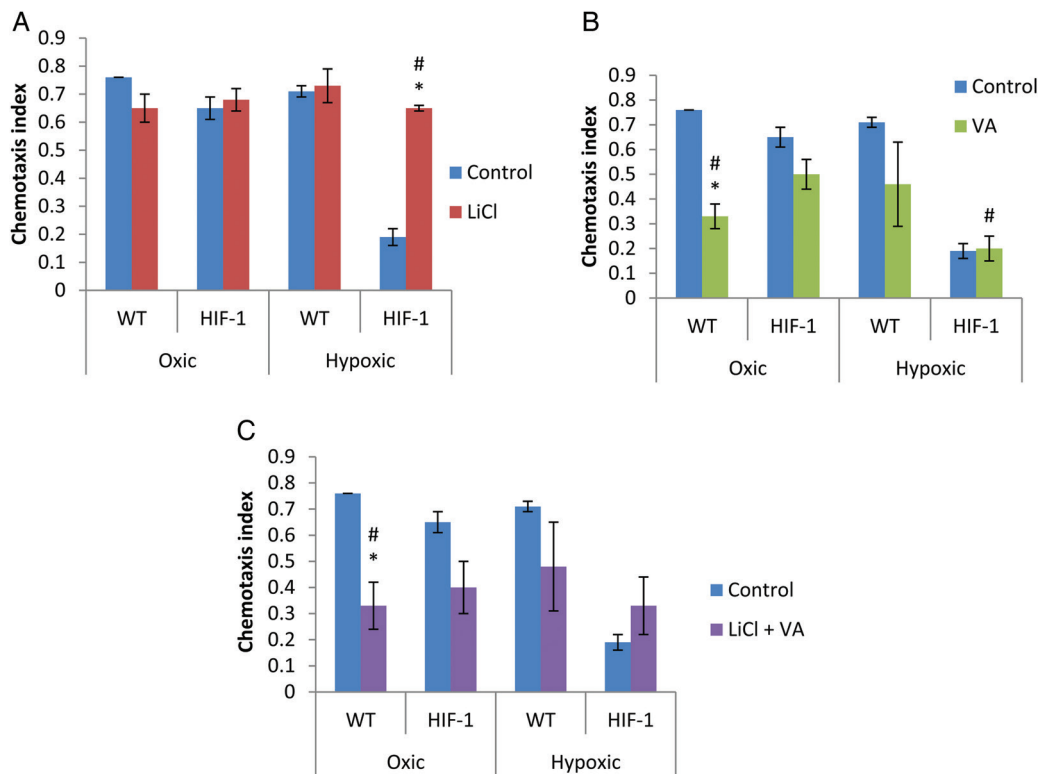 A
Chemotaxis index
0.9
0.8
0.7
0.6
0.5
0.4
0.3
0.2
0.1
0
#
*
Control
LiCl
WT HIF-1 WT HIF-1
Oxic Hypoxic
B
Chemotaxis index
0.9
0.8
0.7
0.6
0.5
0.4
0.3
0.2
0.1
0
#
*
#
Control
VA
WT HIF-1 WT HIF-1
Oxic Hypoxic
C
Chemotaxis index
0.9
0.8
0.7
0.6
0.5
0.4
0.3
0.2
0.1
0
#
*
Control
LiCl + VA
WT HIF-1 WT HIF-1
Oxic Hypoxic